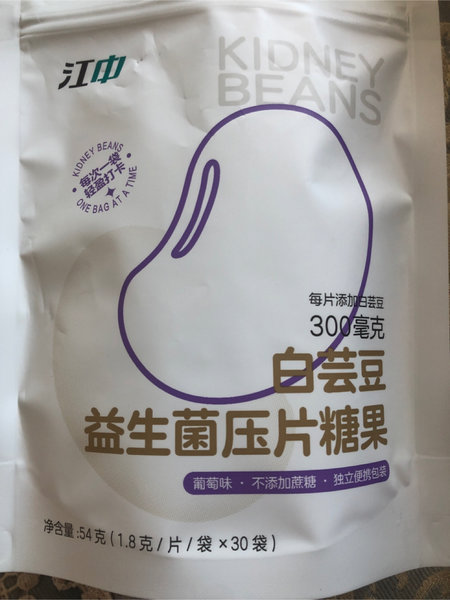 江中
KIDNEY
BEANS
KIDNEY BEANS
每次一袋
轻盈打卡
ONE BAG AT A TIME
每片添加白芸豆
300毫克
白芸豆
益生菌压片糖果
葡萄味·不添加蔗糖·独立便携包装
净含量:54克(1.8克/片/袋×30袋)